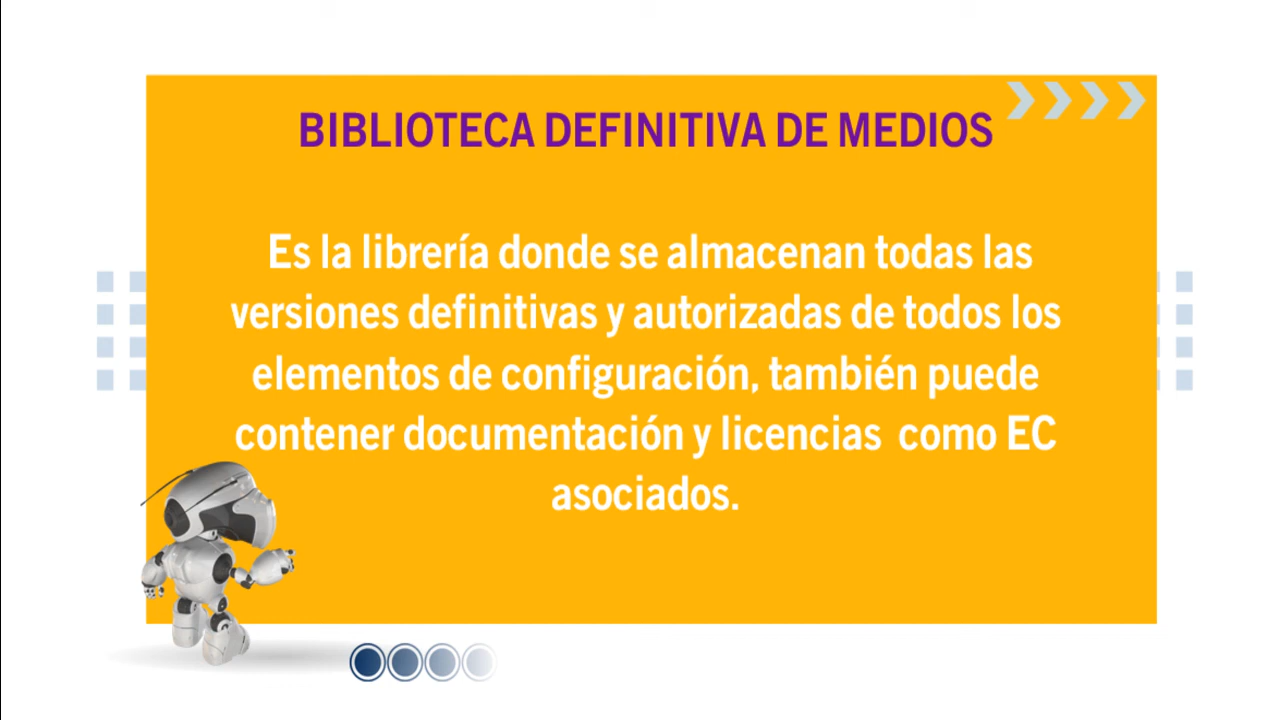 BIBLIOTECA DEFINITIVA DE MEDIOS
Es la librería donde se almacenan todas las
versiones definitivas y autorizadas de todos los
elementos de configuración, también puede
contener documentación y licencias  como EC
asociados.